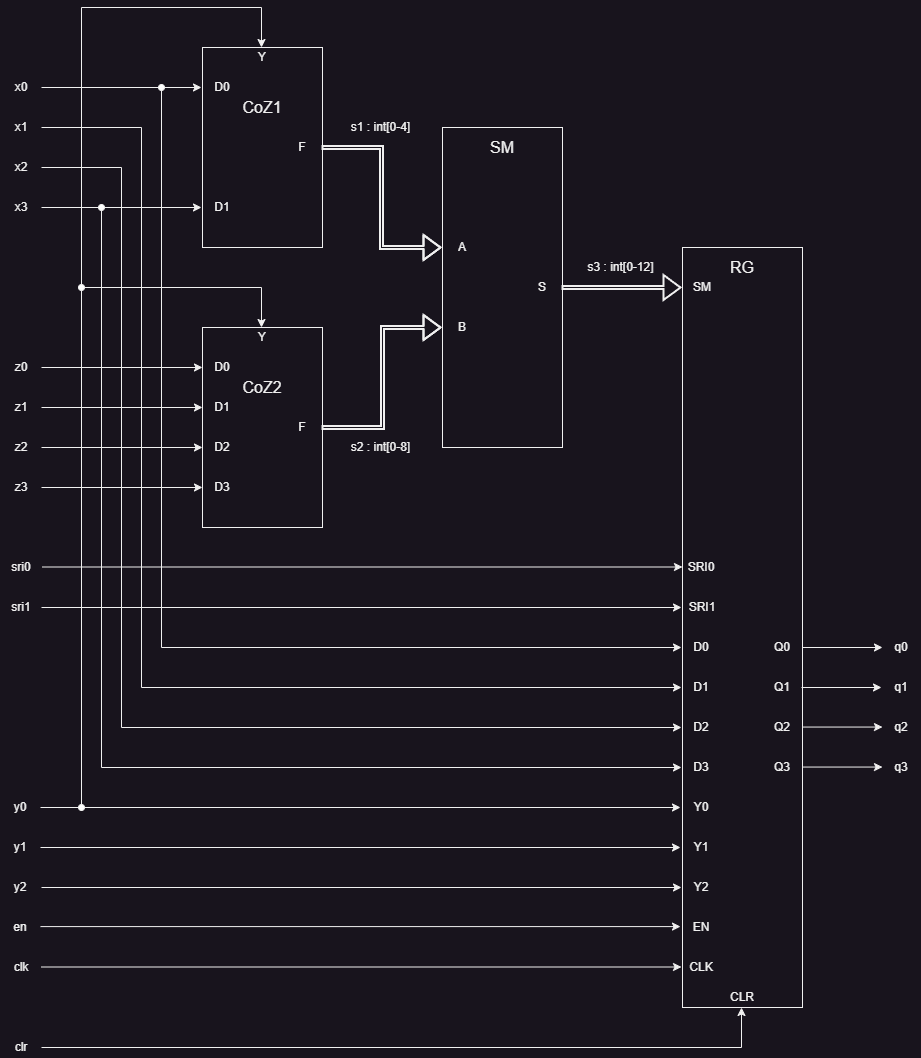 Y
x0
D0
CoZ1
x1
s1 : int[0-4]
F
SM
x2
x3
D1
A
s3 : int[0-12]
RG
S
SM
B
Y
z0
D0
CoZ2
z1
D1
F
z2
D2
s2 : int[0-8]
z3
D3
sri0
SRI0
sri1
SRI1
D0
Q0
q0
D1
Q1
q1
D2
Q2
q2
D3
Q3
q3
y0
Y0
y1
Y1
y2
Y2
en
EN
clk
CLK
CLR
clr